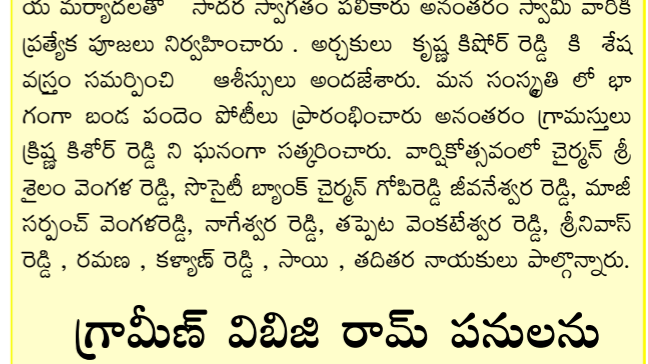 య మర్యాదలతో సాదర స్వాగతం పలికారు అనంతరం స్వామి వారికి
ప్రత్యేక పూజలు నిర్వహించారు . అర్చకులు కృష్ణ కిషోర్ రెడ్డి కి శేష
వస్త్రం సమర్పించి ఆశీస్సులు అందజేశారు. మన సంస్కృతి లో భా
గంగా బండ పందెం పోటీలు ప్రారంభించారు అనంతరం గ్రామస్తులు
క్రిష్ణ కిశోర్ రెడ్డి ని ఘనంగా సత్కరించారు. వార్షికోత్సవంలో చైర్మన్ శ్రీ
శైలం వెంగళ రెడ్డి, సొసైటీ బ్యాంక్ చైర్మన్ గోపిరెడ్డి జీవనేశ్వర రెడ్డి, మాజీ
సర్పంచ్ వెంగళరెడ్డి, నాగేశ్వర రెడ్డి, తప్పెట వెంకటేశ్వర రెడ్డి, శ్రీనివాస్
రెడ్డి , రమణ , కళ్యాణ్ రెడ్డి , సాయి , తదితర నాయకులు పాల్గొన్నారు.
గ్రామీణ్ విబిజి రామ్ పనులను